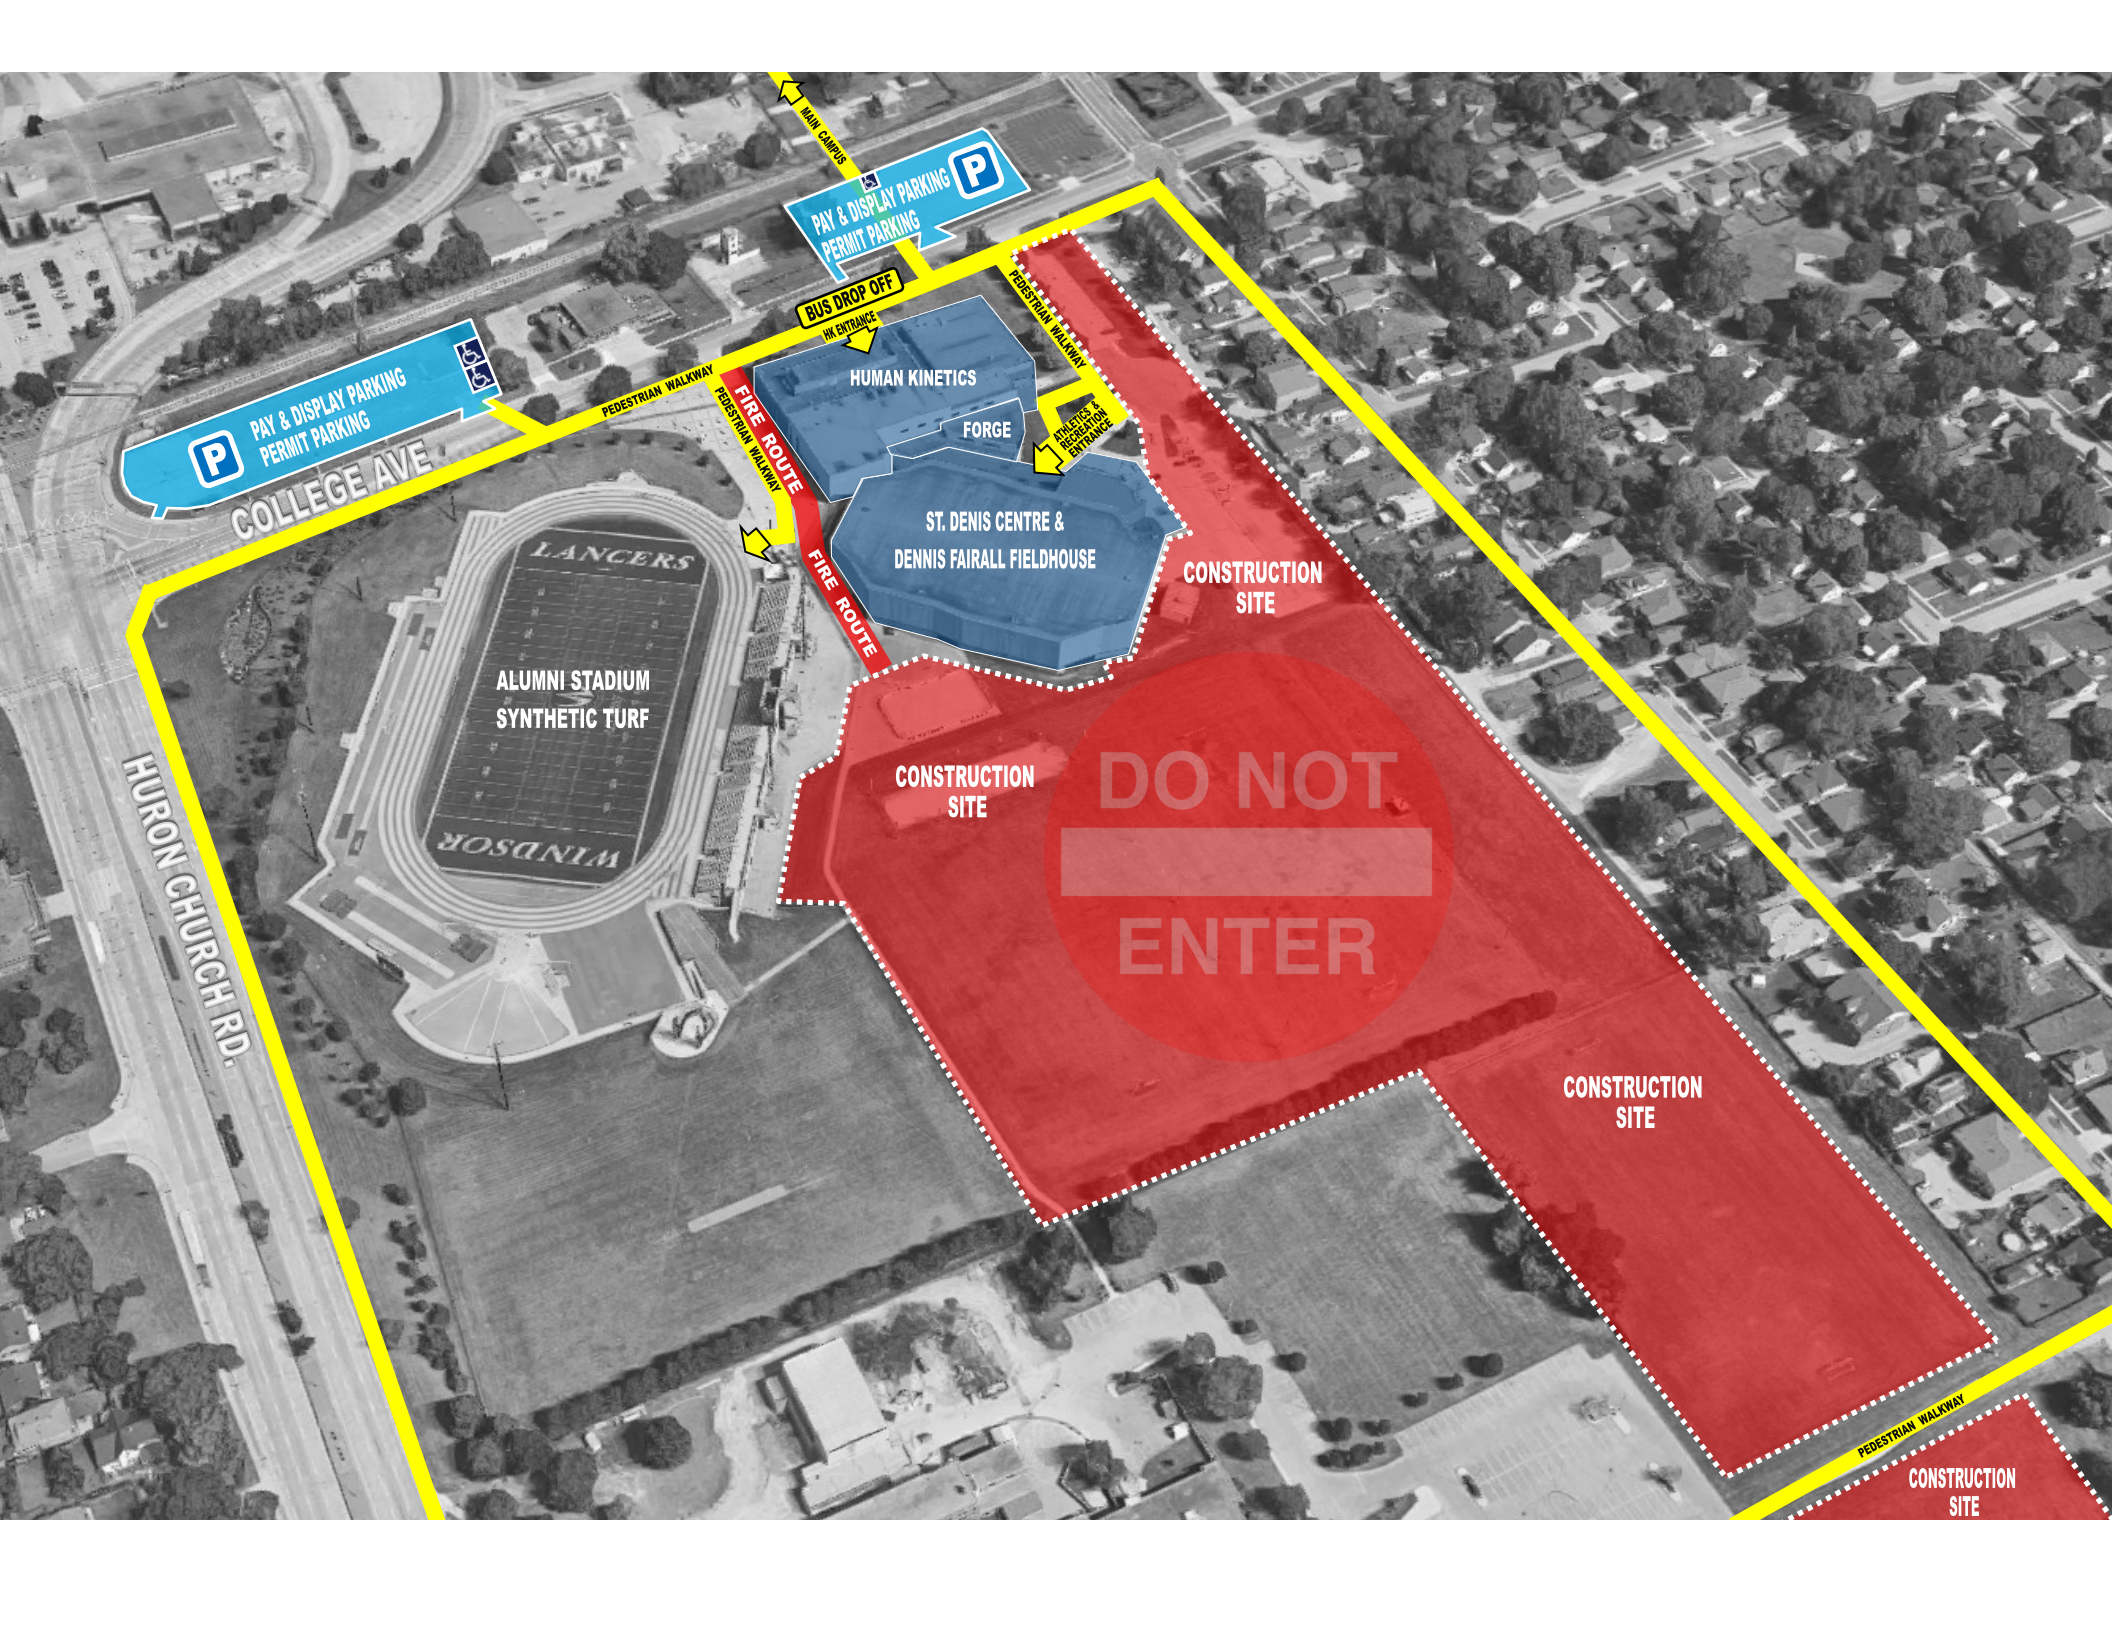 MAIN CAMPUS
PAY & DISPLAY PARKING
PERMIT PARKING
P
BUS DROP OFF
HK ENTRANCE
PEDESTRIAN WALKWAY
PAY & DISPLAY PARKING
PERMIT PARKING
P
COLLEGE AVE
PEDESTRIAN WALKWAY
PEDESTRIAN WALKWAY
FIRE ROUTE
FIRE ROUTE
HUMAN KINETICS
FORGE
ATHLETICS &
RECREATION
ENTRANCE
ST. DENIS CENTRE &
DENNIS FAIRALL FIELDHOUSE
LANCERS
ALUMNI STADIUM
SYNTHETIC TURF
WINDSOR
HURON CHURCH RD.
CONSTRUCTION
SITE
CONSTRUCTION
SITE
DO NOT
ENTER
CONSTRUCTION
SITE
PEDESTRIAN WALKWAY
CONSTRUCTION
SITE